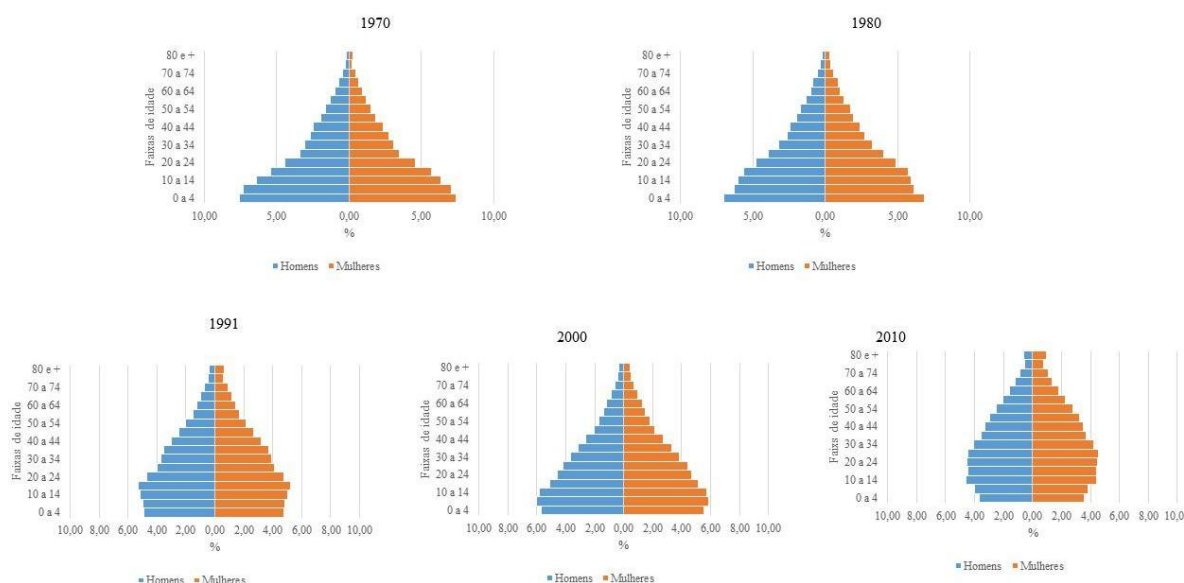 1970
80 e +
70 a 74
60 a 64
50 a 54
40 a 44
30 a 34
20 a 24
10 a 14
0 a 4
Faixas de idade
10,00 5,00 0,00 5,00 10,00
%
Homens Mulheres
1980
80 e +
70 a 74
60 a 64
50 a 54
40 a 44
30 a 34
20 a 24
10 a 14
0 a 4
Faixas de idade
10,00 5,00 0,00 5,00 10,00
%
Homens Mulheres
1991
80 e +
70 a 74
60 a 64
50 a 54
40 a 44
30 a 34
20 a 24
10 a 14
0 a 4
Faixas de idade
10,00 8,00 6,00 4,00 2,00 0,00 2,00 4,00 6,00 8,00 10,00
%
Homens Mulheres
2000
80 e +
70 a 74
60 a 64
50 a 54
40 a 44
30 a 34
20 a 24
10 a 14
0 a 4
Faixas de idade
10,00 8,00 6,00 4,00 2,00 0,00 2,00 4,00 6,00 8,00 10,00
%
Homens Mulheres
2010
80 e +
70 a 74
60 a 64
50 a 54
40 a 44
30 a 34
20 a 24
10 a 14
0 a 4
Faixas de idade
10,00 8,00 6,00 4,00 2,00 0,00 2,00 4,00 6,00 8,00 10,0
%
Homens Mulheres